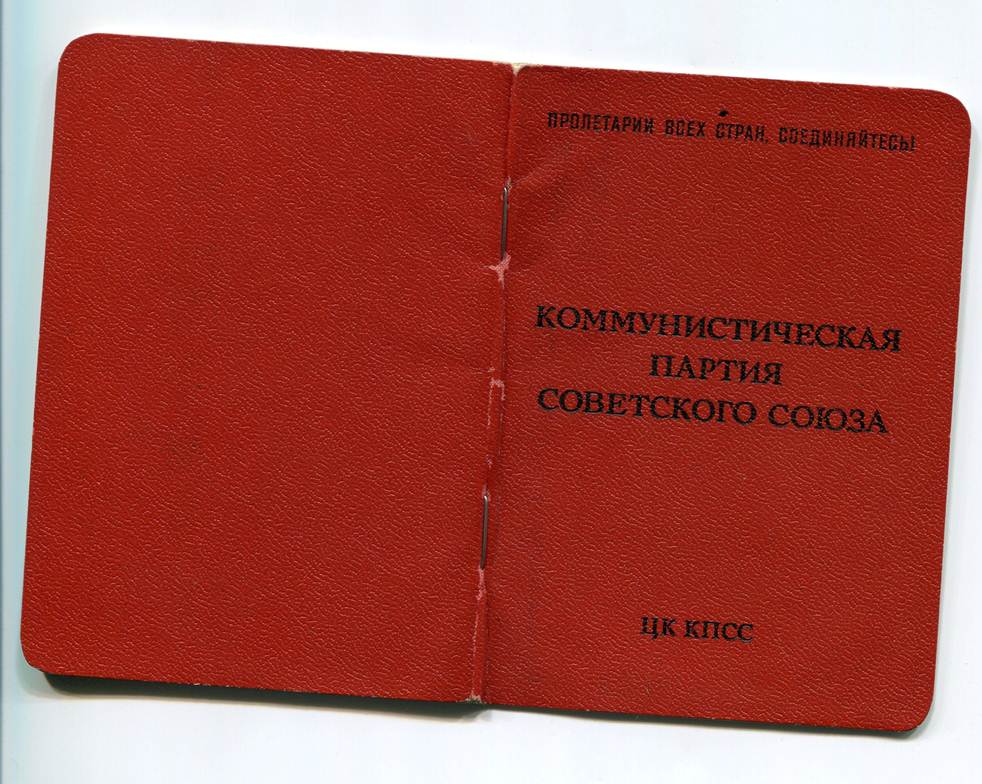 ПРОЛЕТАРИИ ВСЕХ СТРАН, СОЕДИНЯЙТЕСЬ!
КОММУНИСТИЧЕСКАЯ
ПАРТИЯ
СОВЕТСКОГО СОЮЗА
ЦК КПСС